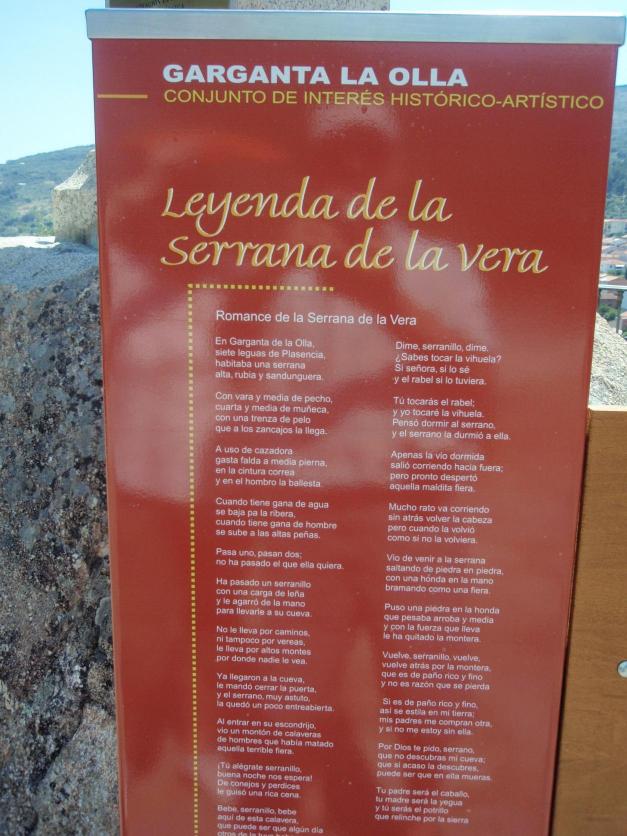 GARGANTA LA OLLA
CONJUNTO DE INTERÉS HISTÓRICO-ARTÍSTICO
Leyenda de la
Serrana de la Vera
Romance de la Serrana de la Vera
En Garganta de la Olla,
siete leguas de Plasencia,
habitaba una serrana
alta, rubia y sandunguera.
Con vara y media de pecho,
cuarta y media de muñeca,
con una trenza de pelo
que a los zancajos la llega.
A uso de cazadora
gasta falda a media pierna,
en la cintura correa
y en el hombro la ballesta.
Cuando tiene gana de agua
se baja pa la ribera,
cuando tiene gana de hombre
se sube a las altas peñas.
Pasa uno, pasan dos;
no ha pasado el que ella quiera.
Ha pasado un serranillo
con una carga de leña
y le agarró de la mano
para llevarle a su cueva.
No le lleva por caminos,
ni tampoco por vereas,
le lleva por altos montes
por donde nadie le vea.
Ya llegaron a la cueva,
le mandó cerrar la puerta,
y el serrano, muy astuto,
la quedó un poco entreabierta.
Al entrar en su escondrijo,
vio un montón de calaveras
de hombres que había matado
aquella terrible fiera.
¡Tú alégrate serranillo,
buena noche nos espera!
De conejos y perdices
le guisó una rica cena.
Bebe, serranillo, bebe
aquí de esta calavera,
que puede ser que algún día
otros de la
Dime, serranillo, dime.
¿Sabes tocar la vihuela?
Si señora, si lo sé
y el rabel si lo tuviera.
Tú tocarás el rabel;
y yo tocaré la vihuela.
Pensó dormir al serrano,
y el serrano la durmió a ella.
Apenas la vio dormida
salió corriendo hacia fuera;
pero pronto despertó
aquella maldita fiera.
Mucho rato va corriendo
sin atrás volver la cabeza
pero cuando la volvió
como si no la volviera.
Vio de venir a la serrana
saltando de piedra en piedra,
con una honda en la mano
bramando como una fiera.
Puso una piedra en la honda
que pesaba arroba y media
y con la fuerza que lleva
le ha quitado la montera.
Vuelve, serranillo, vuelve,
vuelve atrás por la montera,
que es de paño rico y fino
y no es razón que se pierda
Si es de paño rico y fino,
así se estila en mi tierra;
mis padres me compran otra,
y si no me estoy sin ella.
Por Dios te pido, serrano,
que no descubras mi cueva;
que si acaso la descubres,
puede ser que en ella mueras.
Tu padre será el caballo,
tu madre será la yegua
y tú serás el potrillo
que relinche por la sierra